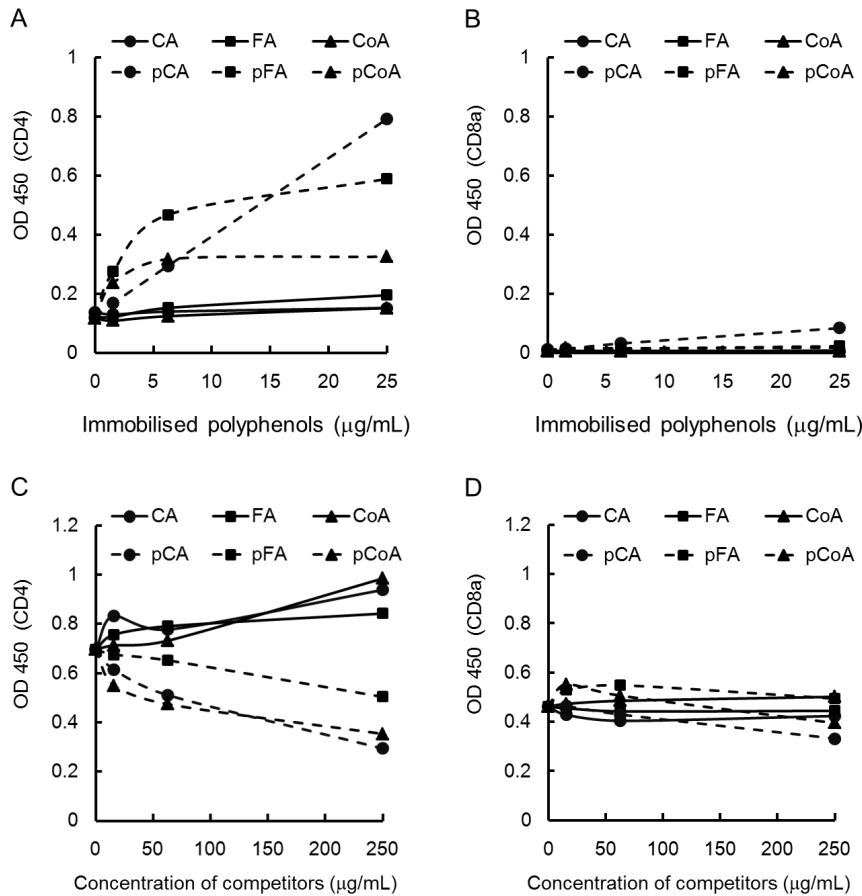 A
CA FA CoA
pCA pFA pCoA
1
0.8
0.6
0.4
0.2
0
0 5 10 15 20 25
OD 450 (CD4)
Immobilised polyphenols (μg/mL)
B
CA FA CoA
pCA pFA pCoA
1
0.8
0.6
0.4
0.2
0
0 5 10 15 20 25
OD 450 (CD8a)
Immobilised polyphenols (μg/mL)
C
CA FA CoA
pCA pFA pCoA
1.2
1
0.8
0.6
0.4
0.2
0
0 50 100 150 200 250
OD 450 (CD4)
Concentration of competitors (μg/mL)
D
CA FA CoA
pCA pFA pCoA
1.2
1
0.8
0.6
0.4
0.2
0
0 50 100 150 200 250
OD 450 (CD8a)
Concentration of competitors (μg/mL)